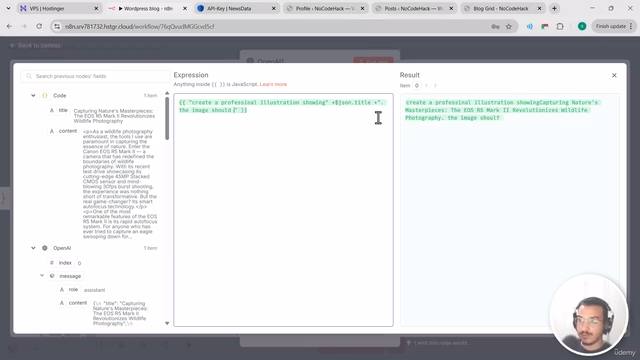 VPS | Hostinger
Wordpress blog - n8n
API-Key | NewsData
Profile - NoCodeHack
Posts - NoCodeHack
Blog Grid - NoCodeHack
n8n.srv781732.hstgr.cloud/workflow/
Finish update
Back to canvas
OpenAI
Search previous nodes' fields
Code
1 item
title
Capturing Nature's
Masterpieces: The EOS R5 Mark
II Revolutionizes Wildlife
Photography
content
<p>As a wildlife photography
enthusiast, the tools I use are
paramount in capturing the
essence of nature. Enter the
Canon EOS R5 Mark II — a
camera that has redefined the
boundaries of wildlife
photography. With its recent
test drive showcasing its
cutting-edge 45MP Stacked
CMOS sensor and mind-
blowing 30fps burst shooting,
the experience was nothing
short of transformative. But the
real game-changer? Its smart
autofocus technology.</p>
<p>One of the most
remarkable features of the EOS
R5 Mark II is its rapid autofocus
system. For anyone who has
ever tried to capture an eagle
swooping down for...
OpenAI
1 item
index
0
message
role
assistant
content
{\n "title": "Capturing
Nature's Masterpieces: The
EOS R5 Mark II
Revolutionizes Wildlife
Photography",\n
Expression
Anything inside {{ }} is JavaScript. Learn more
{{ "create a professinal illustration showing" +$json.title +".
the image should " }}
Result
Item
0
create a professinal illustration showingCapturing Nature's
Masterpieces: The EOS R5 Mark II Revolutionizes Wildlife
Photography. the image shoulf
Udemy